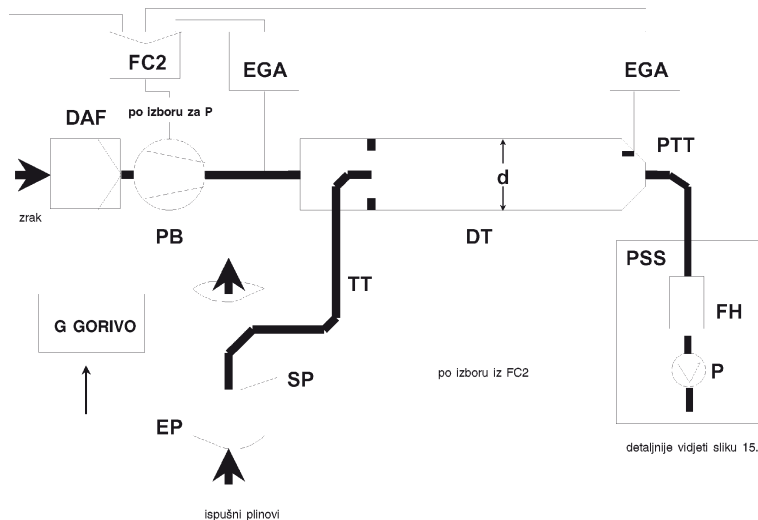 FC2
EGA
EGA
DAF
po izboru za P
PTT
d
zrak
PB
DT
PSS
TT
FH
G GORIVO
SP
po izboru iz FC2
P
EP
detaljnije vidjeti sliku 15.
ispušni plinovi